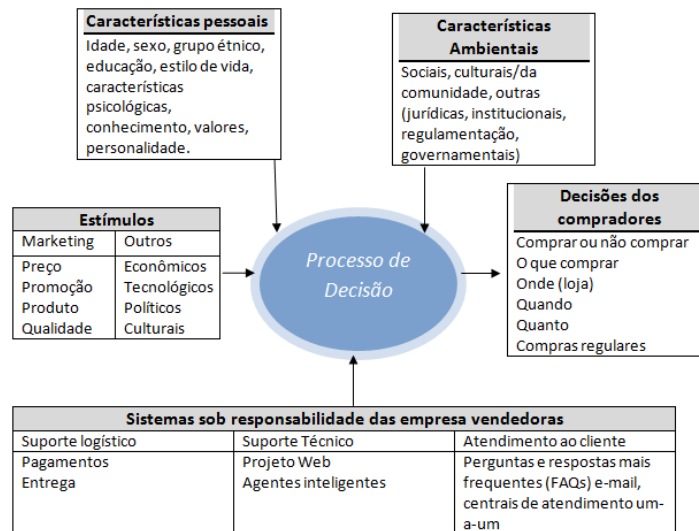 Características pessoais
Idade, sexo, grupo étnico,
educação, estilo de vida,
características
psicológicas,
conhecimento, valores,
personalidade.
Características
Ambientais
Sociais, culturais/da
comunidade, outras
(jurídicas, institucionais,
regulamentação,
governamentais)
Estímulos
Marketing
Outros
Preço
Promoção
Produto
Qualidade
Econômicos
Tecnológicos
Políticos
Culturais
Processo de
Decisão
Decisões dos
compradores
Comprar ou não comprar
O que comprar
Onde (loja)
Quando
Quanto
Compras regulares
Sistemas sob responsabilidade das empresa vendedoras
Suporte logístico
Pagamentos
Entrega
Suporte Técnico
Projeto Web
Agentes inteligentes
Atendimento ao cliente
Perguntas e respostas mais
frequentes (FAQs) e-mail,
centrais de atendimento um-
a-um